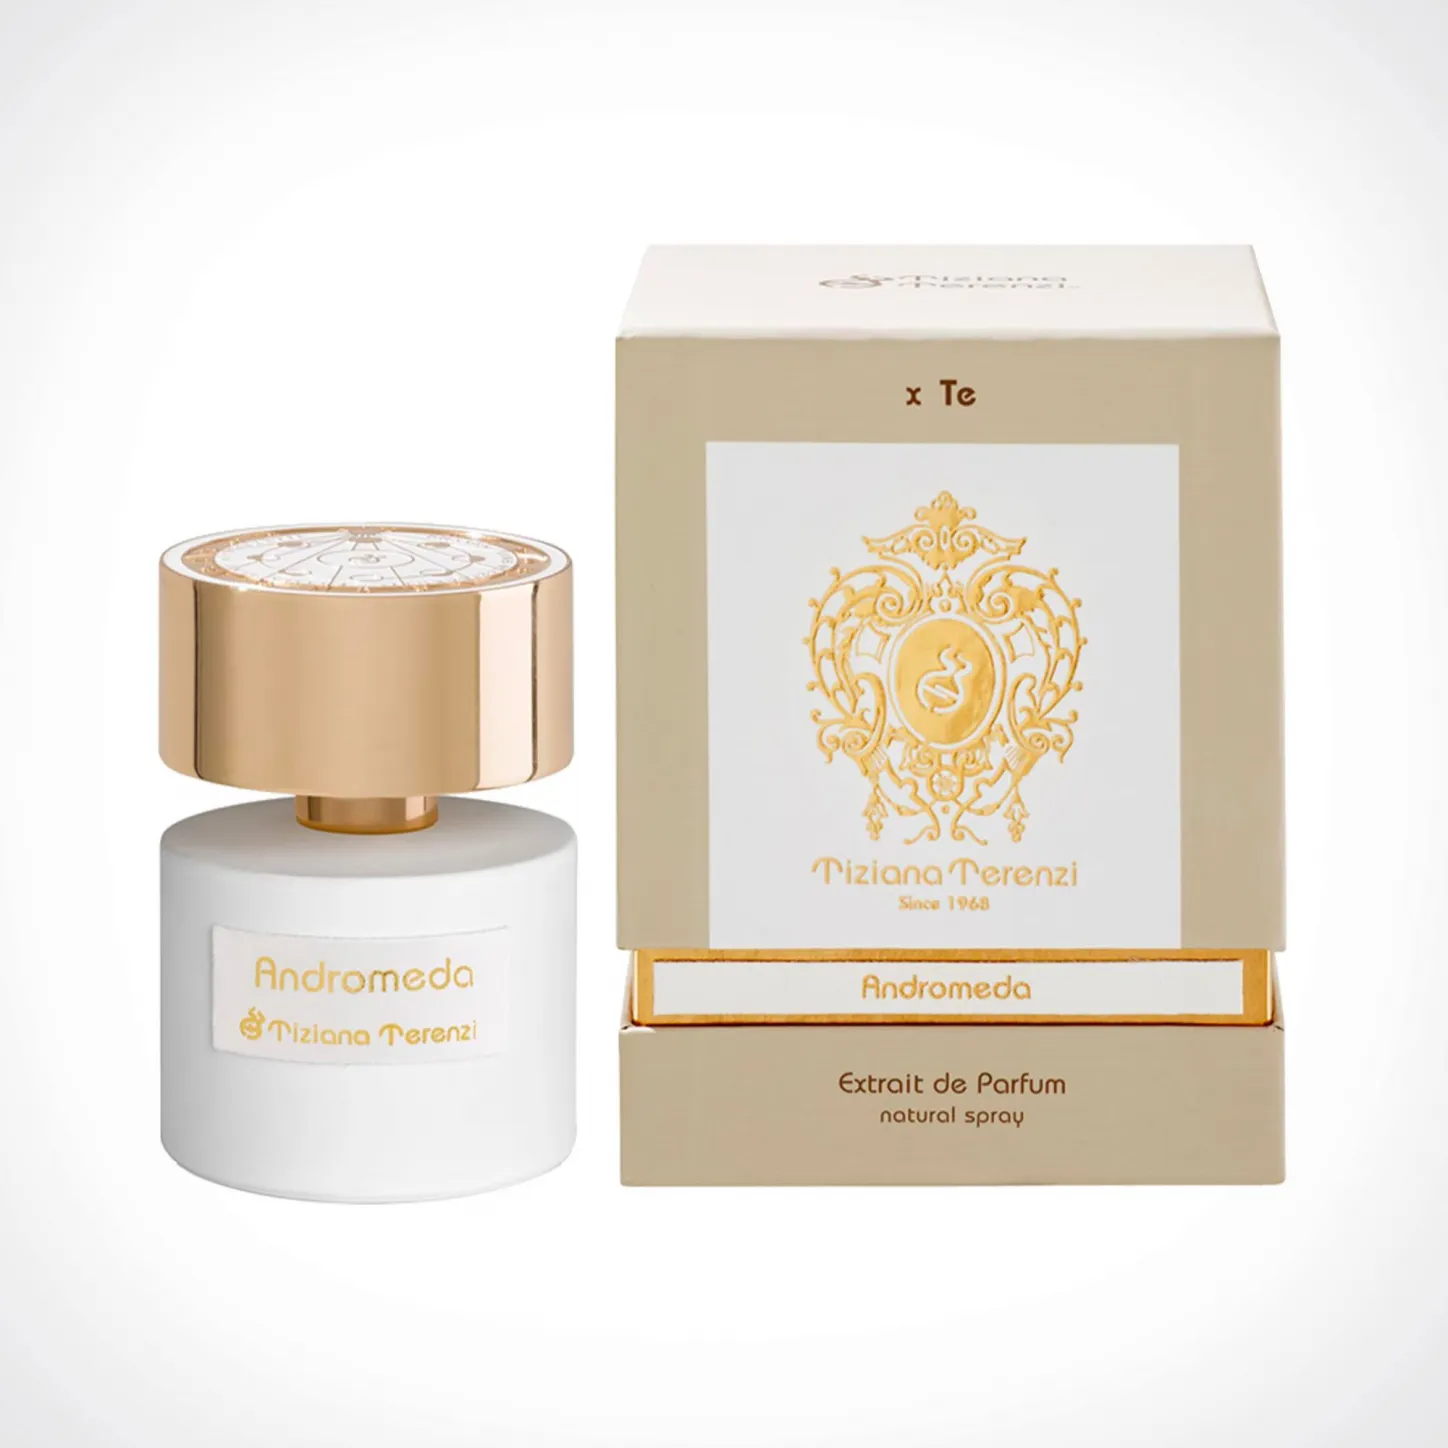 Tiziana
Terenzi
x Te
Tiziana Terenzi
Since 1968
Andromeda
Extrait de Parfum
natural spray
Andromeda
Tiziana Terenzi